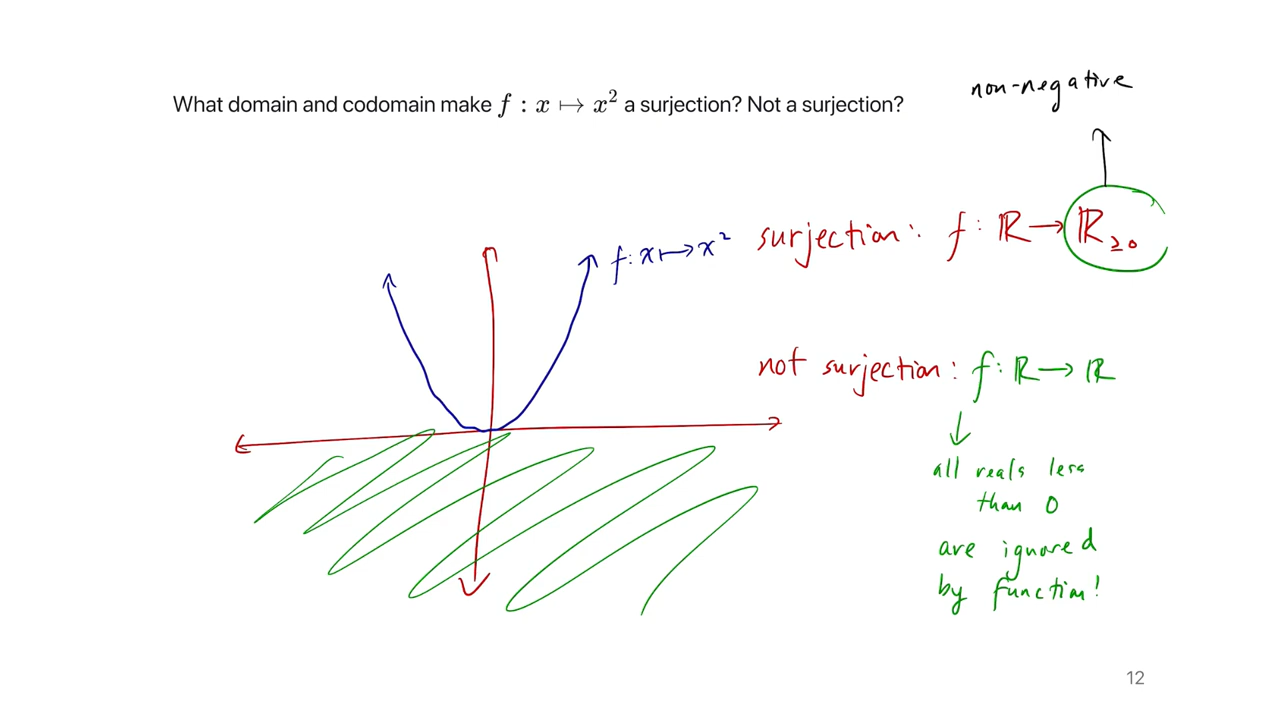 What domain and codomain make f : x ↦ x² a surjection? Not a surjection?
non-negative
surjection: f: ℝ → ℝ≥0
f: x ↦ x²
not surjection: f: ℝ → ℝ
all reals less
than 0
are ignored
by function!
12